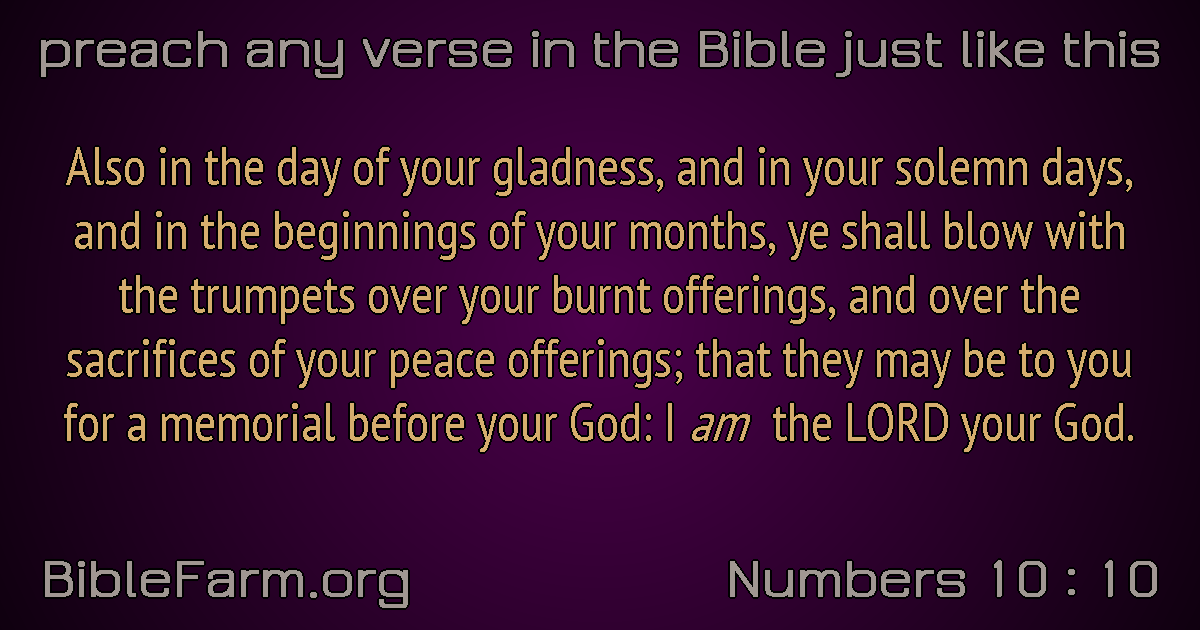 preach any verse in the Bible just like this
Also in the day of your gladness, and in your solemn days,
and in the beginnings of your months, ye shall blow with
the trumpets over your burnt offerings, and over the
sacrifices of your peace offerings; that they may be to you
for a memorial before your God: I am the LORD your God.
BibleFarm.org
Numbers 10 : 10